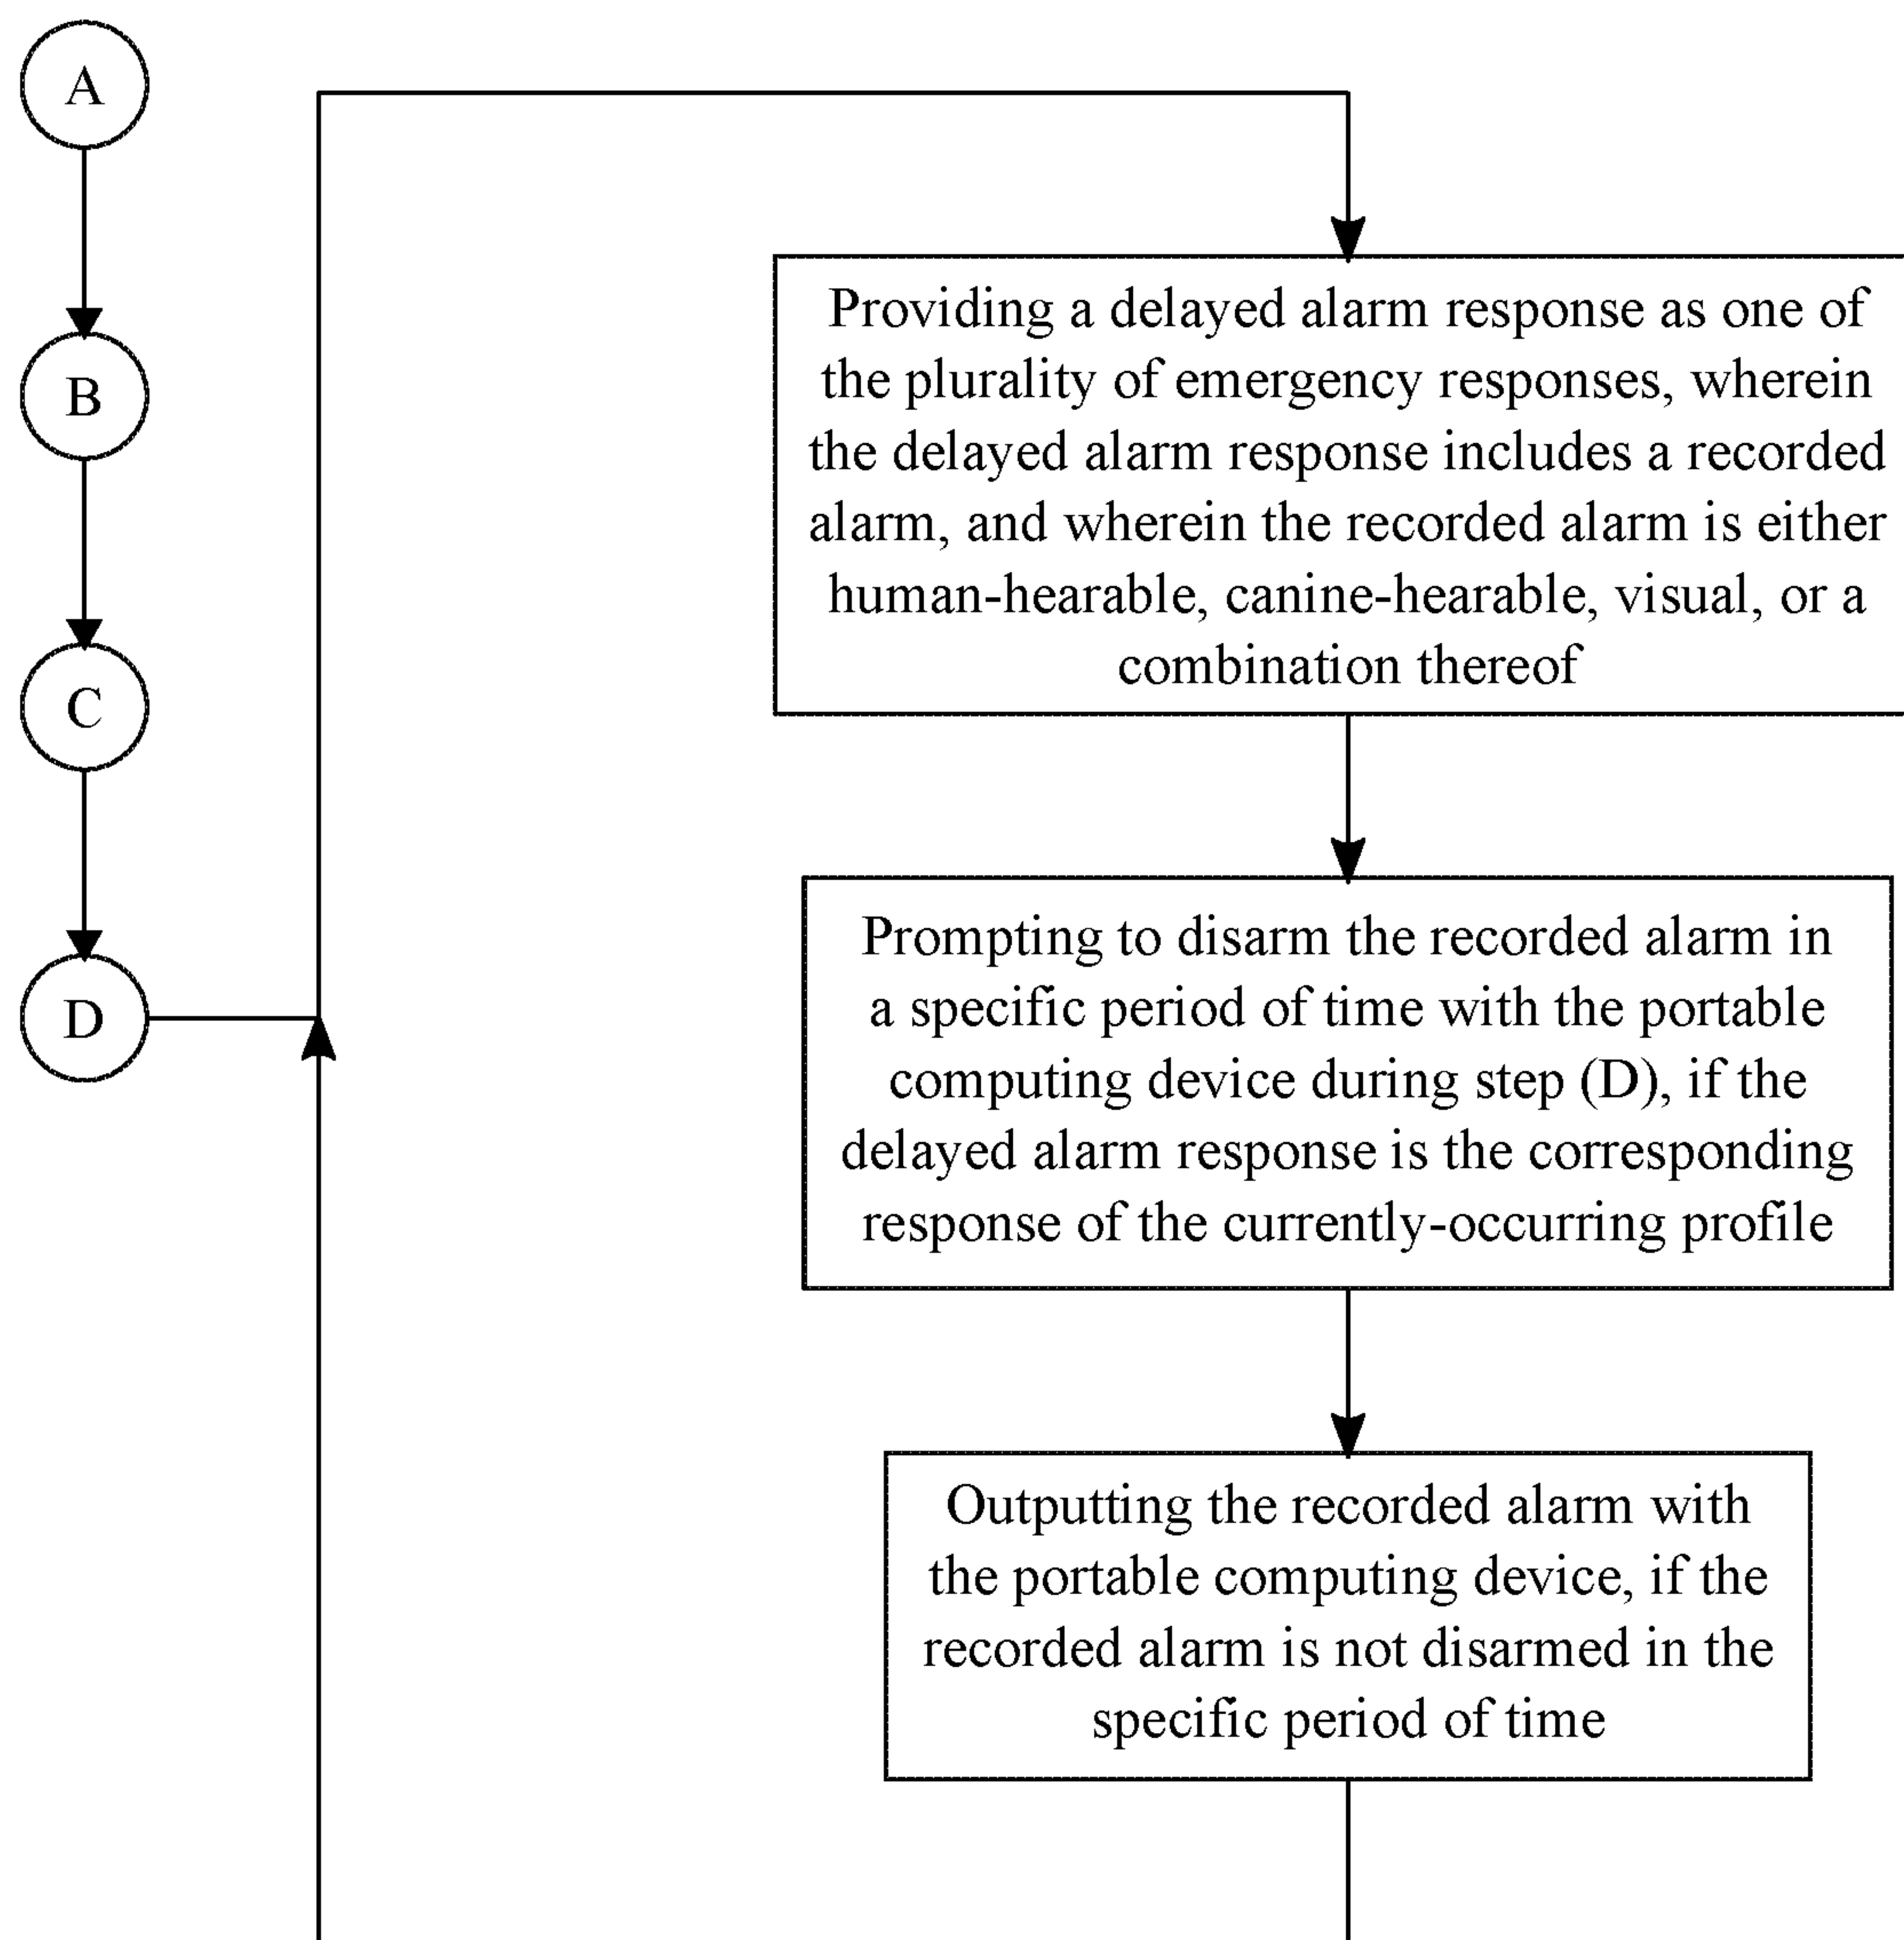 A
B
C
D
Providing a delayed alarm response as one of
the plurality of emergency responses, wherein
the delayed alarm response includes a recorded
alarm, and wherein the recorded alarm is either
human-hearable, canine-hearable, visual, or a
combination thereof
Prompting to disarm the recorded alarm in
a specific period of time with the portable
computing device during step (D), if the
delayed alarm response is the corresponding
response of the currently-occurring profile
Outputting the recorded alarm with
the portable computing device, if the
recorded alarm is not disarmed in the
specific period of time